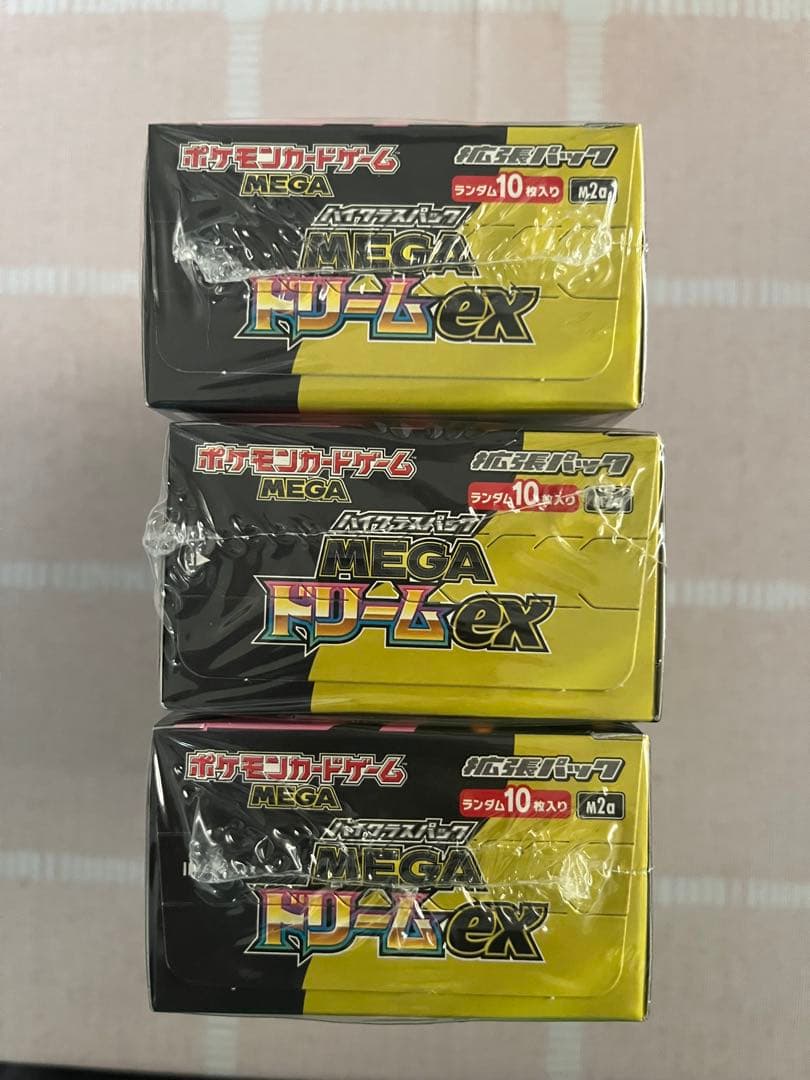 ポケモンカードゲーム 拡張パック
MEGA ランダム10枚入り M2a
ハイクラスパック
MEGA
ドリームex
ポケモンカードゲーム 拡張パック
MEGA ランダム10枚入り
ハイクラスパック
MEGA
ドリームex
ポケモンカードゲーム 拡張パック
MEGA ランダム10枚入り M2a
ハイクラスパック
MEGA
ドリームex